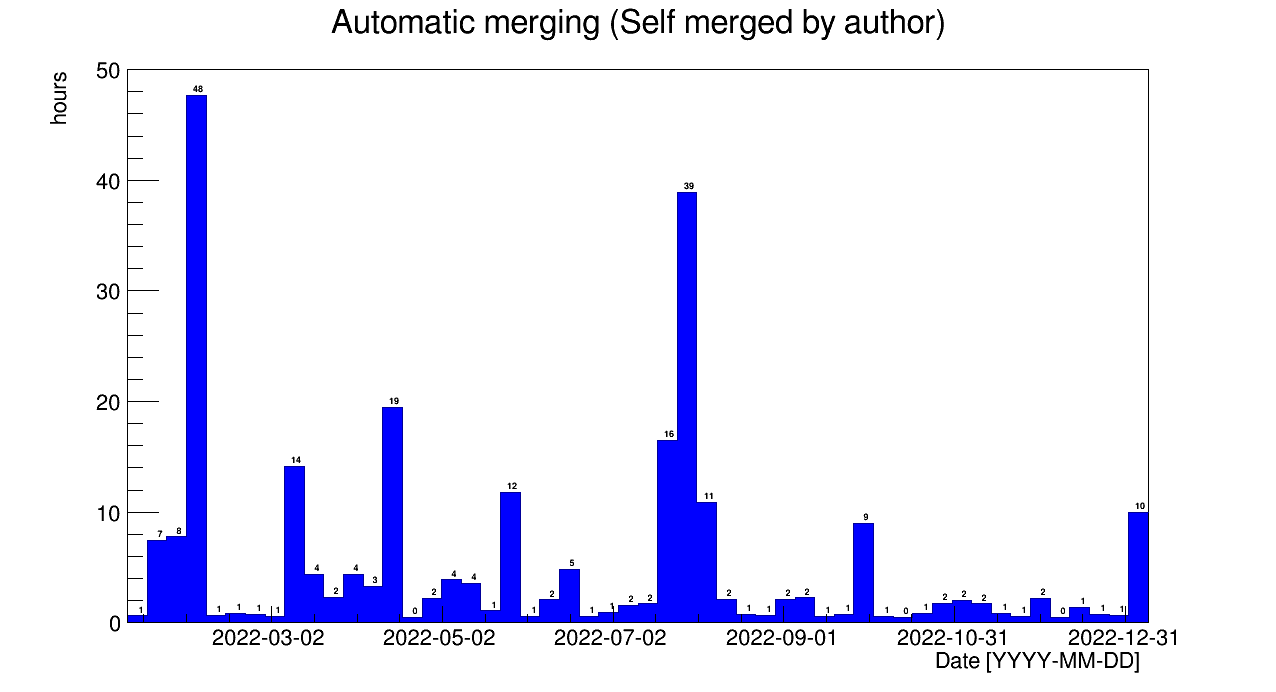 Automatic merging (Self merged by author)
hours
50
40
30
20
10
0
1 7 8 48 1 1 1 1 14 4 2 4 3 19 0 2 4 4 1 12 1 2 5 1 1 2 2 16 39 11 2 1 1 2 2 1 1 9 1 0 1 2 2 2 1 1 2 0 1 1 1 10
2022-03-02 2022-05-02 2022-07-02 2022-09-01 2022-10-31 2022-12-31
Date [YYYY-MM-DD]